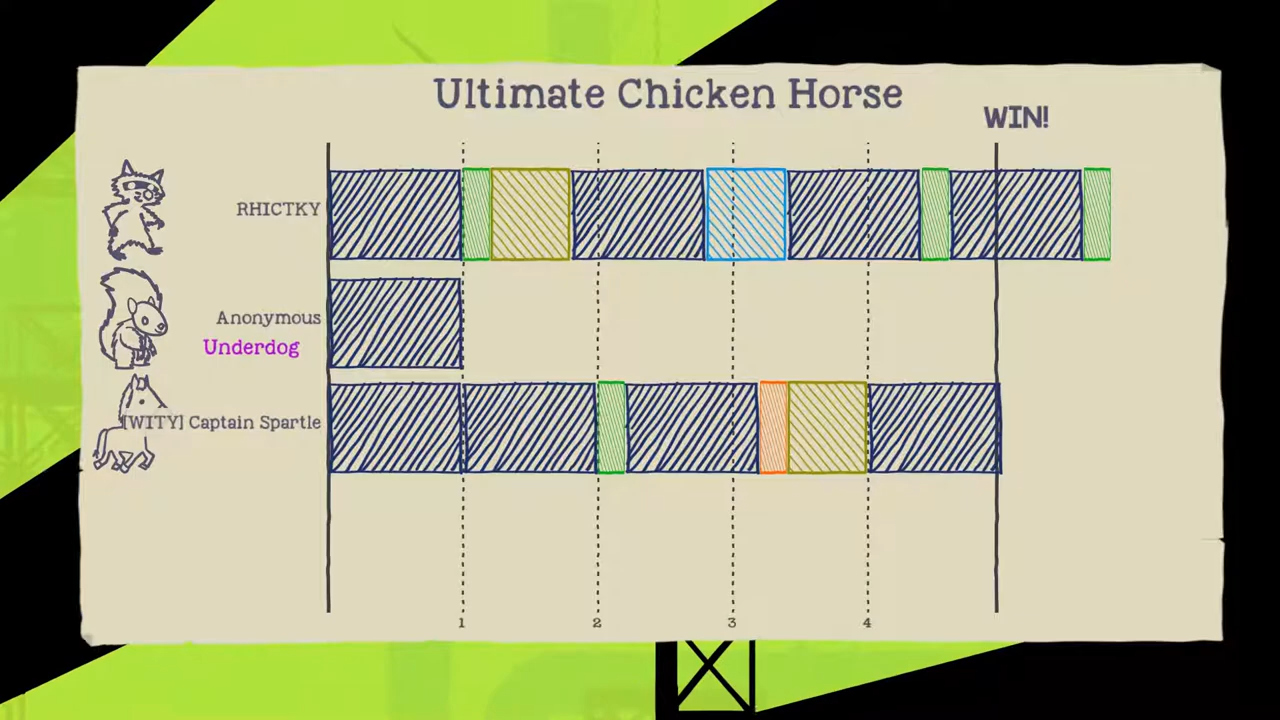 Ultimate Chicken Horse
WIN!
RHICTKY
Anonymous
Underdog
[WITY] Captain Spartle
1 2 3 4